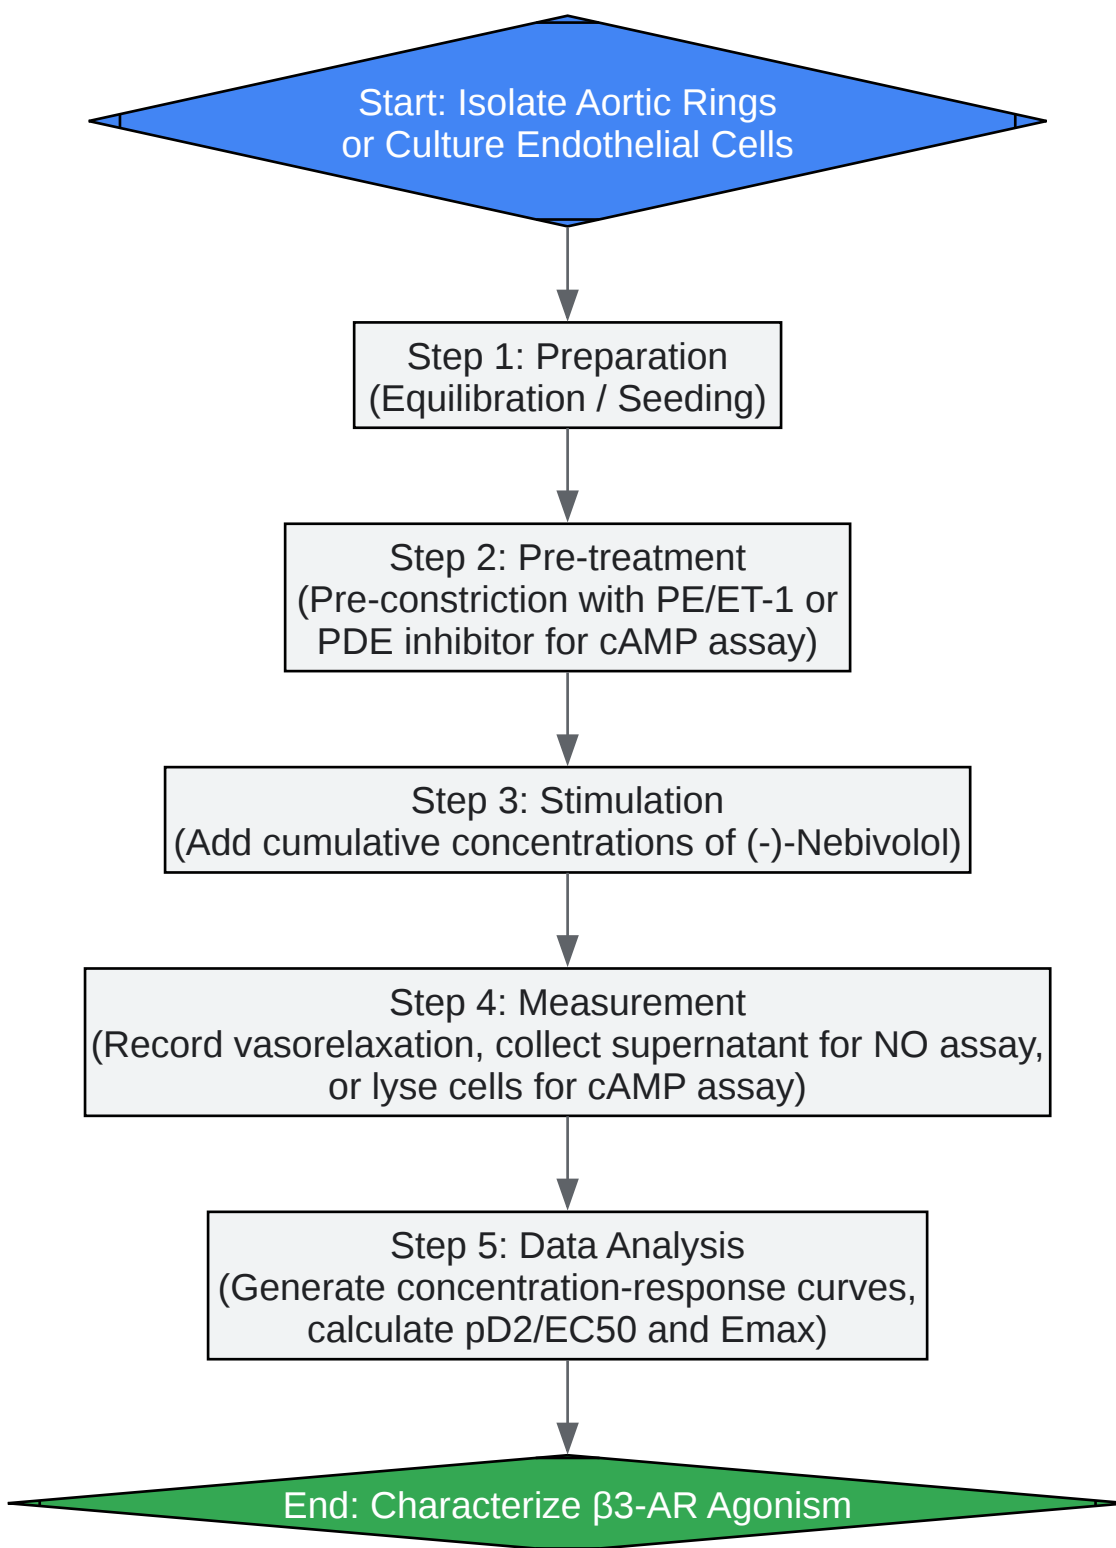 Start: Isolate Aortic Rings
or Culture Endothelial Cells
Step 1: Preparation
(Equilibration / Seeding)
Step 2: Pre-treatment
(Pre-constriction with PE/ET-1 or
PDE inhibitor for cAMP assay)
Step 3: Stimulation
(Add cumulative concentrations of (-)-Nebivolol)
Step 4: Measurement
(Record vasorelaxation, collect supernatant for NO assay,
or lyse cells for cAMP assay)
Step 5: Data Analysis
(Generate concentration-response curves,
calculate pD2/EC50 and Emax)
End: Characterize β3-AR Agonism